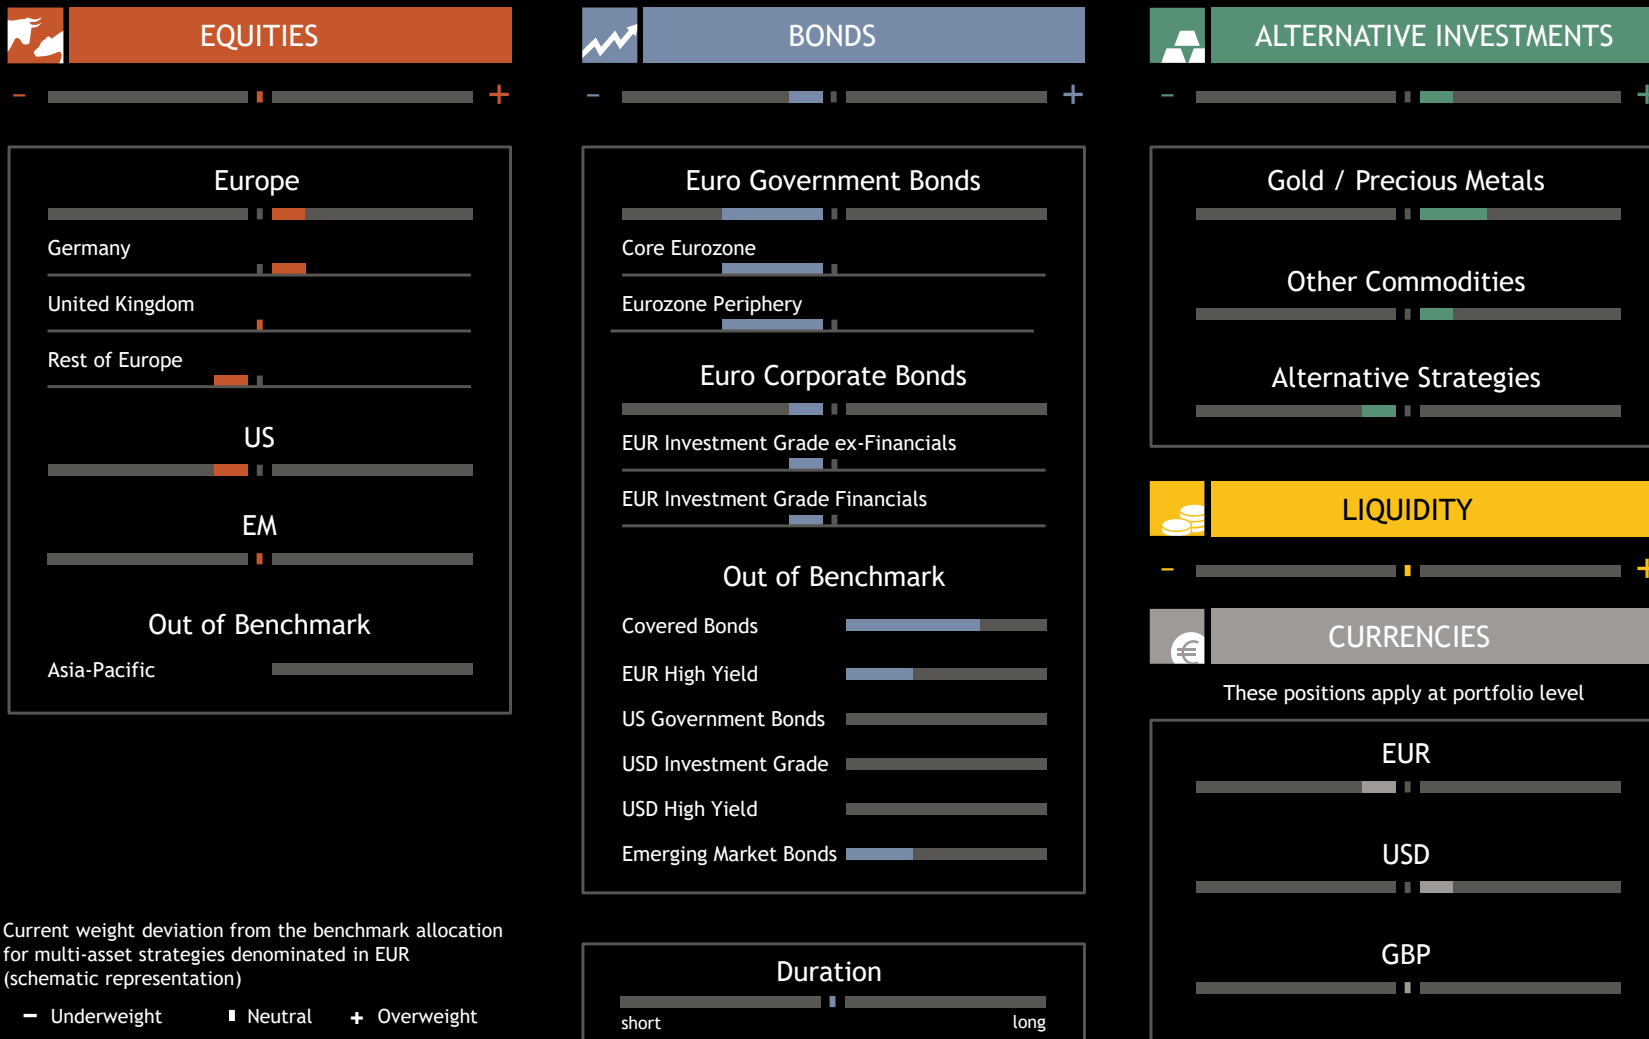 EQUITIES
- +
Europe
Germany
United Kingdom
Rest of Europe
US
EM
Out of Benchmark
Asia-Pacific
Current weight deviation from the benchmark allocation
for multi-asset strategies denominated in EUR
(schematic representation)
- Underweight Neutral + Overweight
BONDS
- +
Euro Government Bonds
Core Eurozone
Eurozone Periphery
Euro Corporate Bonds
EUR Investment Grade ex-Financials
EUR Investment Grade Financials
Out of Benchmark
Covered Bonds
EUR High Yield
US Government Bonds
USD Investment Grade
USD High Yield
Emerging Market Bonds
Duration
short long
ALTERNATIVE INVESTMENTS
- +
Gold / Precious Metals
Other Commodities
Alternative Strategies
LIQUIDITY
- +
€
CURRENCIES
These positions apply at portfolio level
EUR
USD
GBP